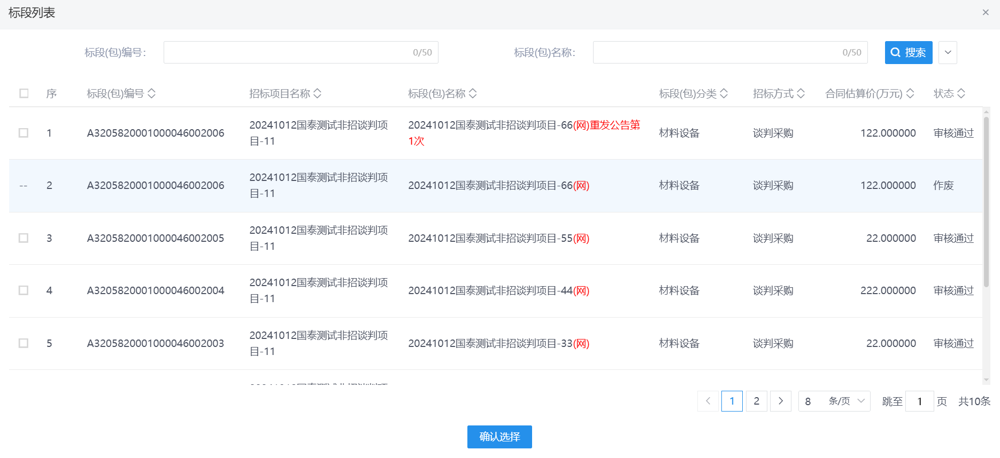 标段列表
×
标段(包)编号: 0/50 标段(包)名称: 0/50 搜索
序 标段(包)编号 招标项目名称 标段(包)名称 标段(包)分类 招标方式 合同估算价(万元) 状态
1 A3205820001000046002006 20241012国泰测试非招谈判项 20241012国泰测试非招谈判项目-66(网)重发公告第 材料设备 谈判采购 122.000000 审核通过
目-11 1次
-- 2 A3205820001000046002006 20241012国泰测试非招谈判项 20241012国泰测试非招谈判项目-66(网) 材料设备 谈判采购 122.000000 作废
目-11
3 A3205820001000046002005 20241012国泰测试非招谈判项 20241012国泰测试非招谈判项目-55(网) 材料设备 谈判采购 22.000000 审核通过
目-11
4 A3205820001000046002004 20241012国泰测试非招谈判项 20241012国泰测试非招谈判项目-44(网) 材料设备 谈判采购 222.000000 审核通过
目-11
5 A3205820001000046002003 20241012国泰测试非招谈判项 20241012国泰测试非招谈判项目-33(网) 材料设备 谈判采购 22.000000 审核通过
目-11
1 2 8 条/页 跳至 1 页 共10条
确认选择